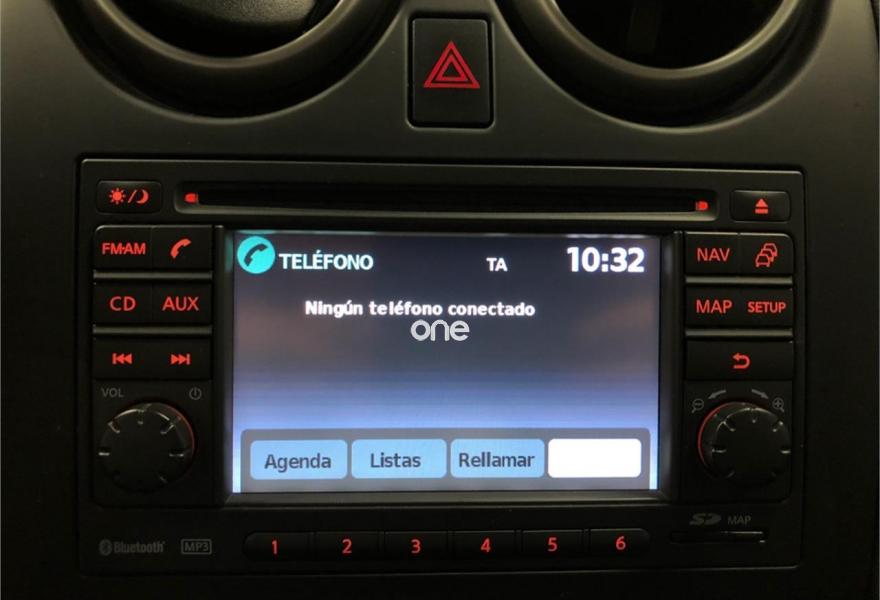 FM·AM
CD AUX
VOL
TELÉFONO TA 10:32
Ningún teléfono conectado
one
Agenda Listas Rellamar
NAV
MAP SETUP
SD MAP
Bluetooth MP3
1 2 3 4 5 6